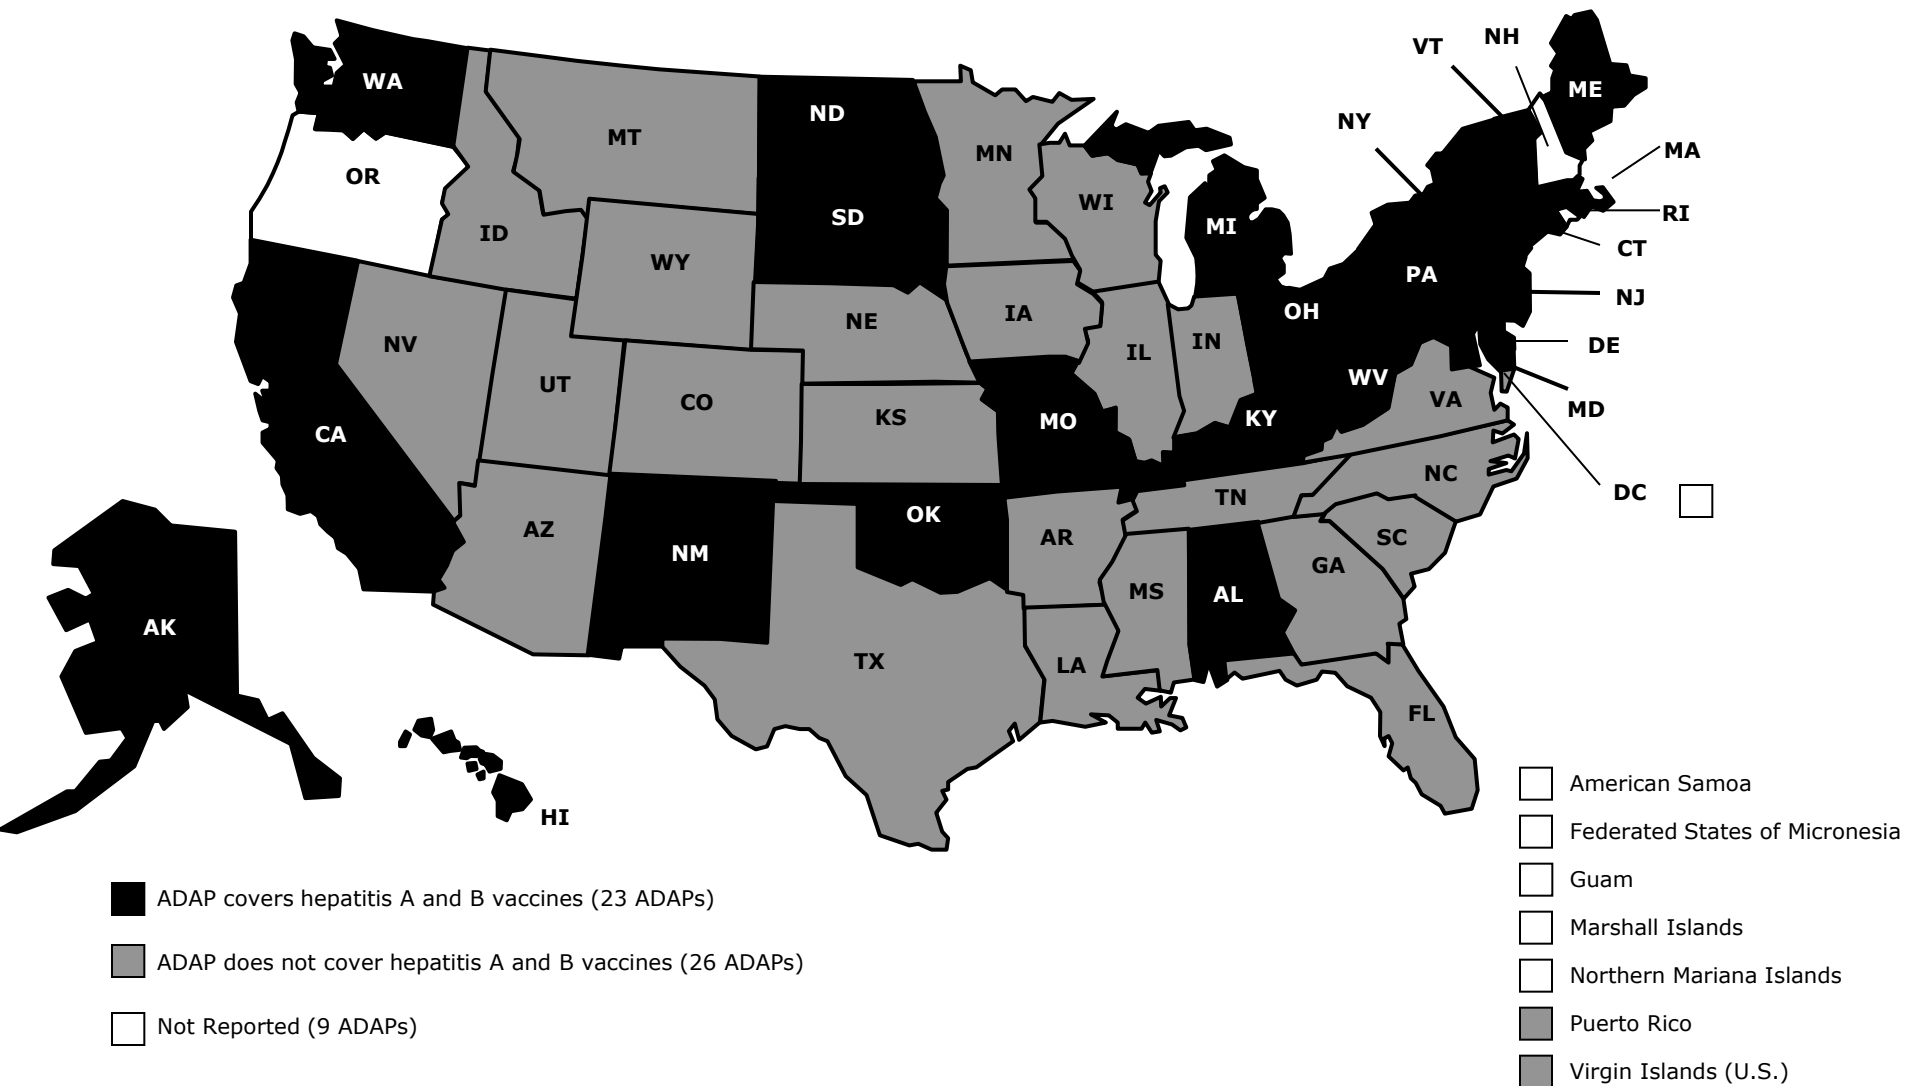 VT
NH
WA
ME
ND
NY
MT
MN
MA
OR
WI
SD
RI
MI
ID
CT
WY
PA
NJ
OH
IA
NE
NV
IN
DE
IL
WV
UT
VA
CO
MD
KS
KY
MO
CA
NC
DC
TN
OK
AZ
AR
SC
NM
GA
MS
AL
AK
TX
LA
FL
HI
American Samoa
Federated States of Micronesia
Guam
Marshall Islands
Northern Mariana Islands
Puerto Rico
Virgin Islands (U.S.)
ADAP covers hepatitis A and B vaccines (23 ADAPs)
ADAP does not cover hepatitis A and B vaccines (26 ADAPs)
Not Reported (9 ADAPs)